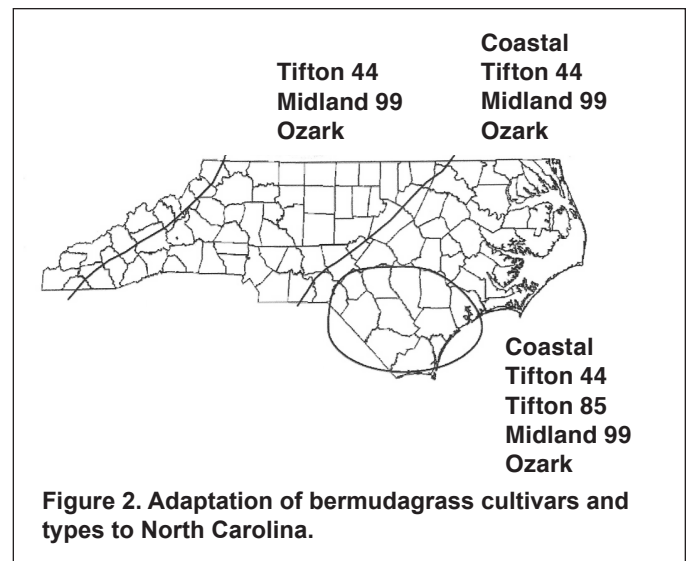 Tifton 44
Midland 99
Ozark
Coastal
Tifton 44
Midland 99
Ozark
Coastal
Tifton 44
Tifton 85
Midland 99
Ozark
Figure 2. Adaptation of bermudagrass cultivars and
types to North Carolina.